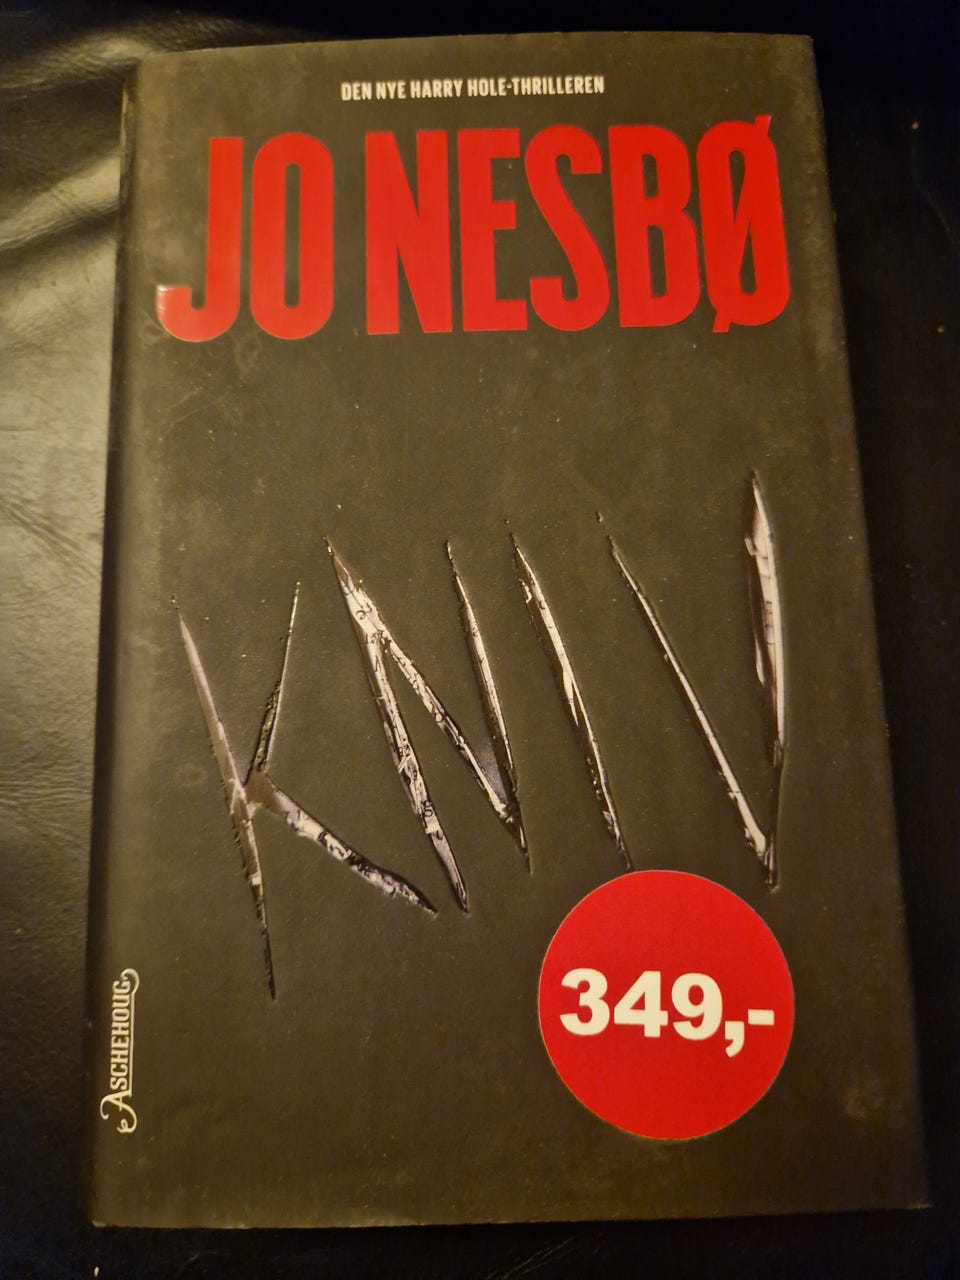 DEN NYE HARRY HOLE-THRILLEREN
JO NESBØ
KNIV
349,-
ASCHEHOUG